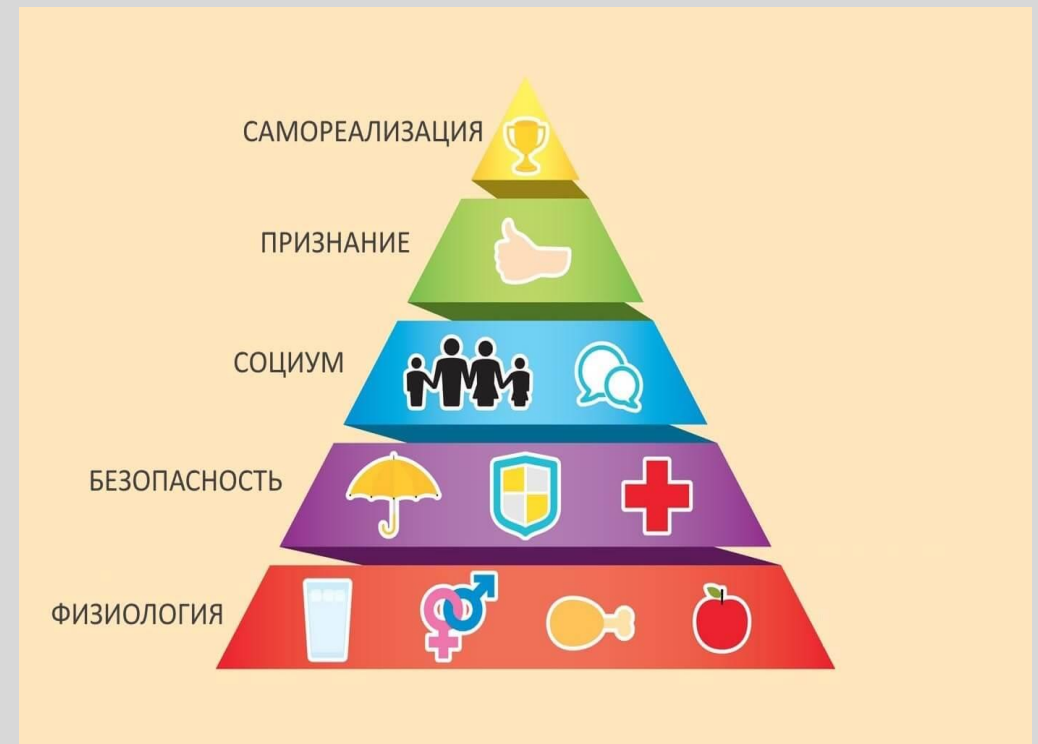 САМОРЕАЛИЗАЦИЯ
ПРИЗНАНИЕ
СОЦИУМ
БЕЗОПАСНОСТЬ
ФИЗИОЛОГИЯ